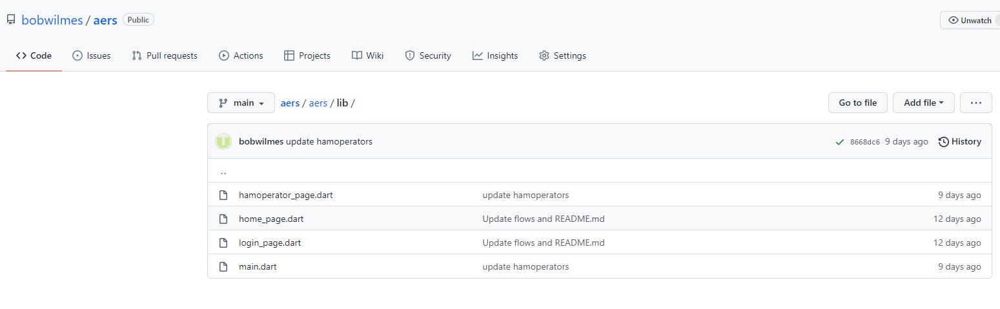 bobwilmes / aers Public Unwatch
Code Issues Pull requests Actions Projects Wiki Security Insights Settings
main aers / aers / lib / Go to file Add file ...
bobwilmes update hamoperators 8668dc6 9 days ago History
..
hamoperator_page.dart update hamoperators 9 days ago
home_page.dart Update flows and README.md 12 days ago
login_page.dart Update flows and README.md 12 days ago
main.dart update hamoperators 9 days ago